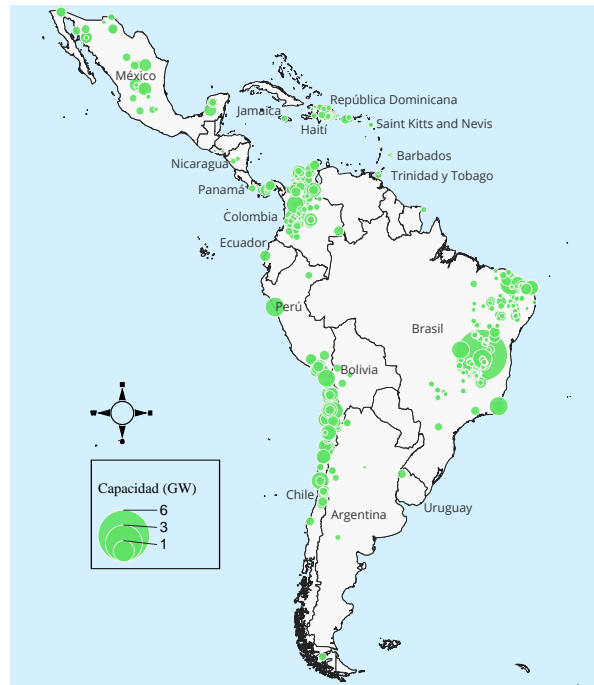 México
República Dominicana
Jamaica
Haití
Saint Kitts and Nevis
Nicaragua
Barbados
Trinidad y Tobago
Panamá
Colombia
Ecuador
Perú
Brasil
Bolivia
Capacidad (GW)
6
3
1
Chile
Argentina
Uruguay